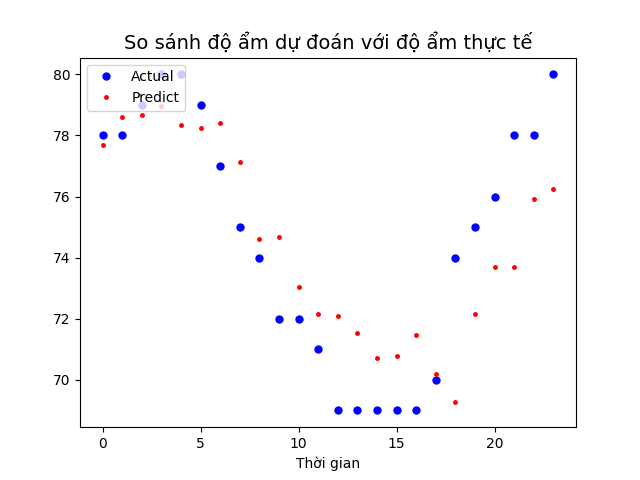 So sánh độ ẩm dự đoán với độ ẩm thực tế
Actual
Predict
80
78
76
74
72
70
0
5
10
15
20
Thời gian